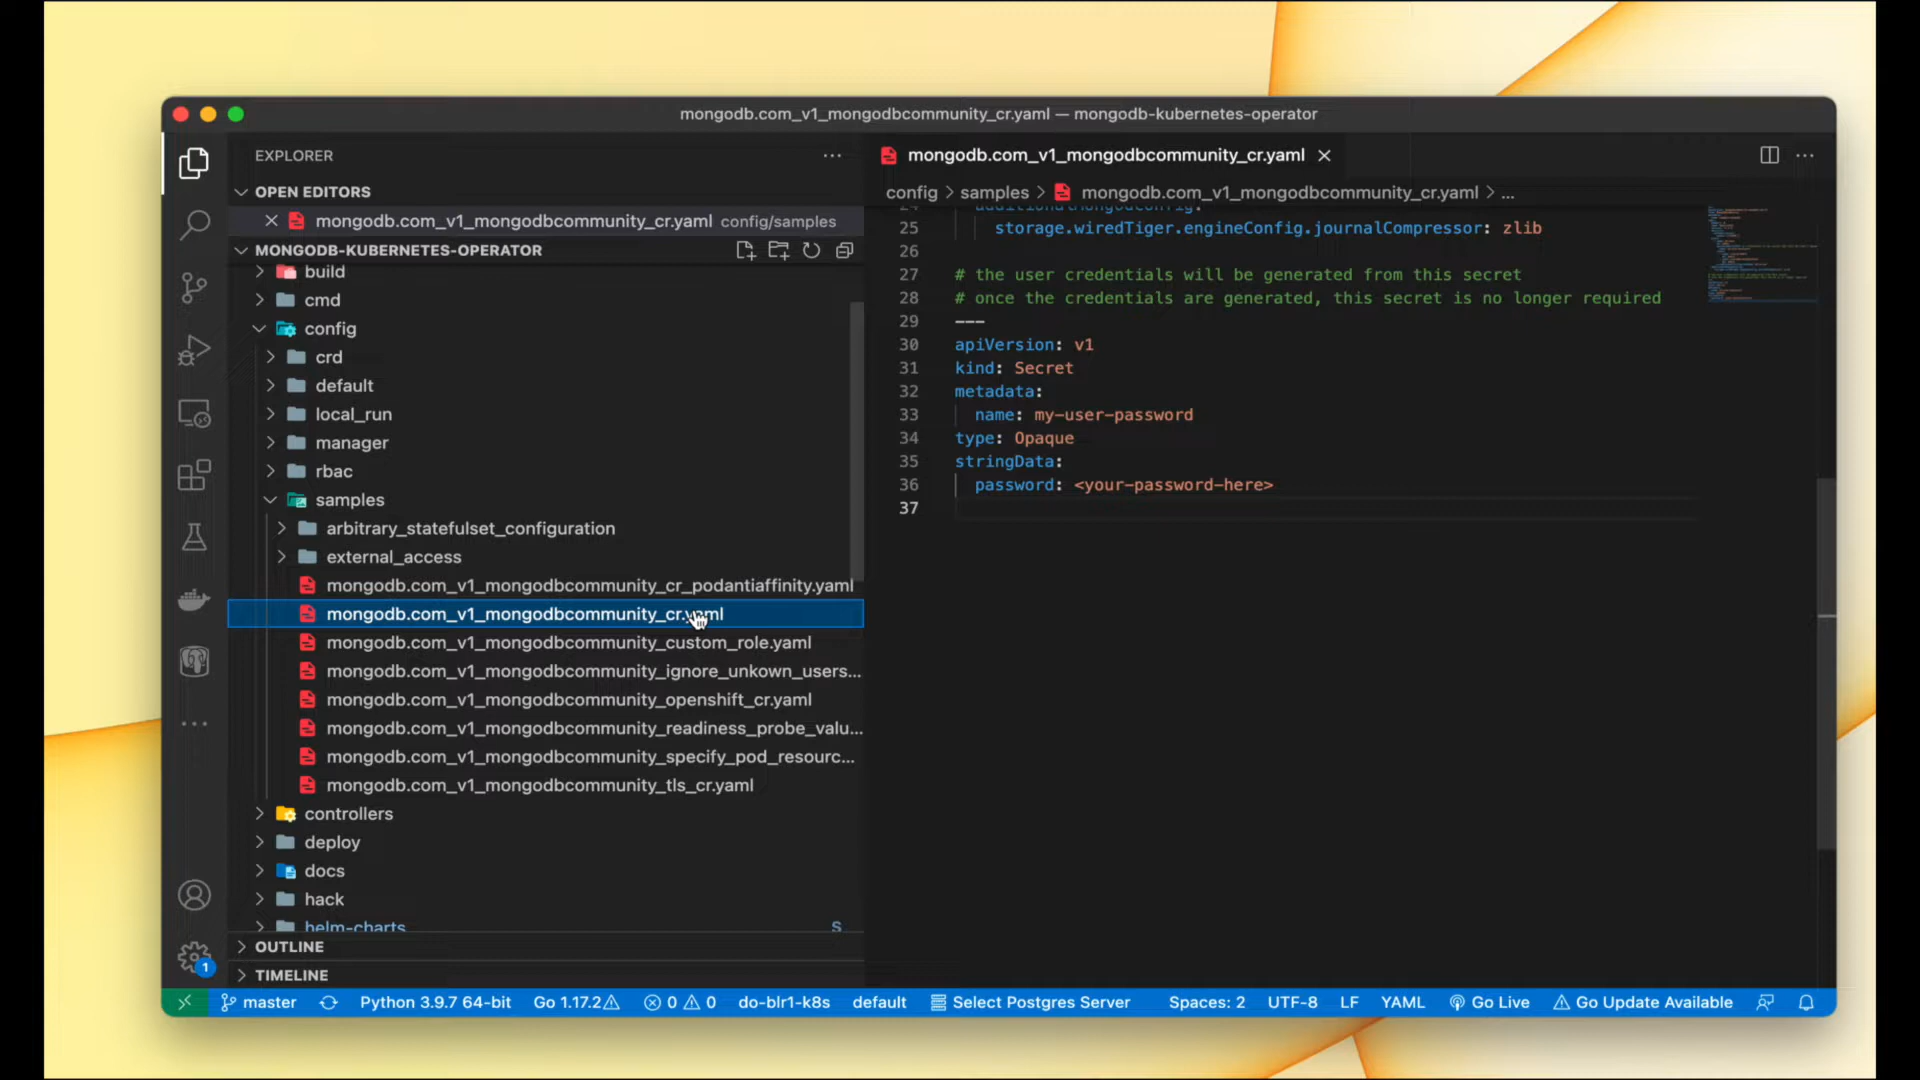 mongodb.com_v1_mongodbcommunity_cr.yaml — mongodb-kubernetes-operator
EXPLORER
OPEN EDITORS
mongodb.com_v1_mongodbcommunity_cr.yaml config/samples
MONGODB-KUBERNETES-OPERATOR
build
cmd
config
crd
default
local_run
manager
rbac
samples
arbitrary_statefulset_configuration
external_access
mongodb.com_v1_mongodbcommunity_cr_podantiaffinity.yaml
mongodb.com_v1_mongodbcommunity_cr.yaml
mongodb.com_v1_mongodbcommunity_custom_role.yaml
mongodb.com_v1_mongodbcommunity_ignore_unkown_users...
mongodb.com_v1_mongodbcommunity_openshift_cr.yaml
mongodb.com_v1_mongodbcommunity_readiness_probe_valu...
mongodb.com_v1_mongodbcommunity_specify_pod_resourc...
mongodb.com_v1_mongodbcommunity_tls_cr.yaml
controllers
deploy
docs
hack
helm-charts S
OUTLINE
TIMELINE
mongodb.com_v1_mongodbcommunity_cr.yaml
config > samples > mongodb.com_v1_mongodbcommunity_cr.yaml > ...
24 additionalMongodConfig:
25 storage.wiredTiger.engineConfig.journalCompressor: zlib
26
27 # the user credentials will be generated from this secret
28 # once the credentials are generated, this secret is no longer required
29 ---
30 apiVersion: v1
31 kind: Secret
32 metadata:
33 name: my-user-password
34 type: Opaque
35 stringData:
36 password: <your-password-here>
37
1
master Python 3.9.7 64-bit Go 1.17.2 0 0 do-blr1-k8s default Select Postgres Server Spaces: 2 UTF-8 LF YAML Go Live Go Update Available